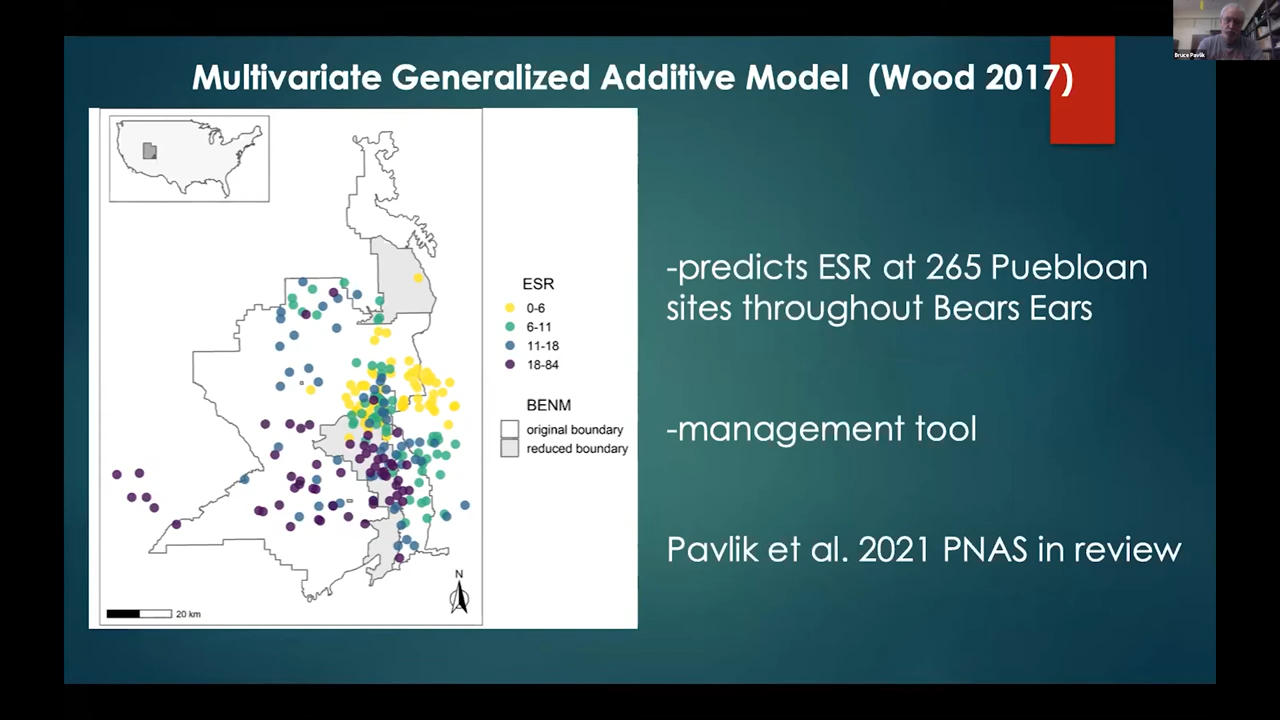 Bruce Pavlik
Multivariate Generalized Additive Model (Wood 2017)
ESR
0-6
6-11
11-18
18-84
BENM
original boundary
reduced boundary
N
20 km
-predicts ESR at 265 Puebloan
sites throughout Bears Ears
-management tool
Pavlik et al. 2021 PNAS in review